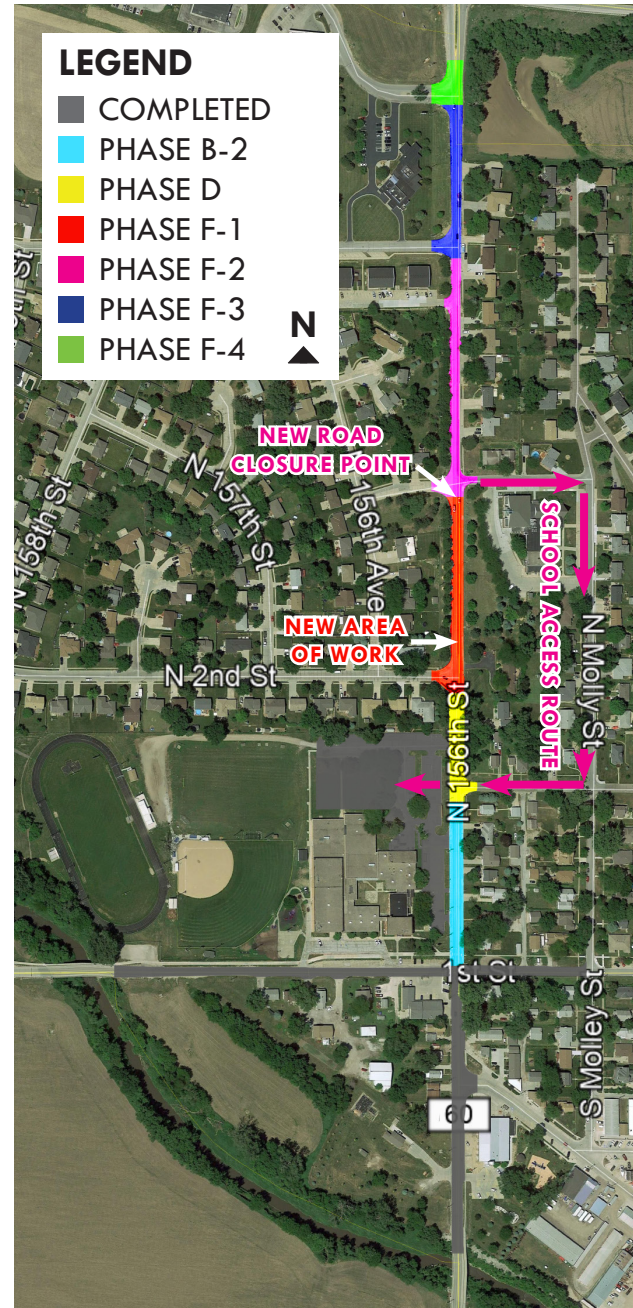 LEGEND
COMPLETED
PHASE B-2
PHASE D
PHASE F-1
PHASE F-2
PHASE F-3
PHASE F-4
N
NEW ROAD
CLOSURE POINT
N 157th St
N 158th St
N 156th Ave
SCHOOL ACCESS ROUTE
NEW AREA
OF WORK
N 2nd St
N Molly St
N 156th St
1st Ct
S Molley St
60